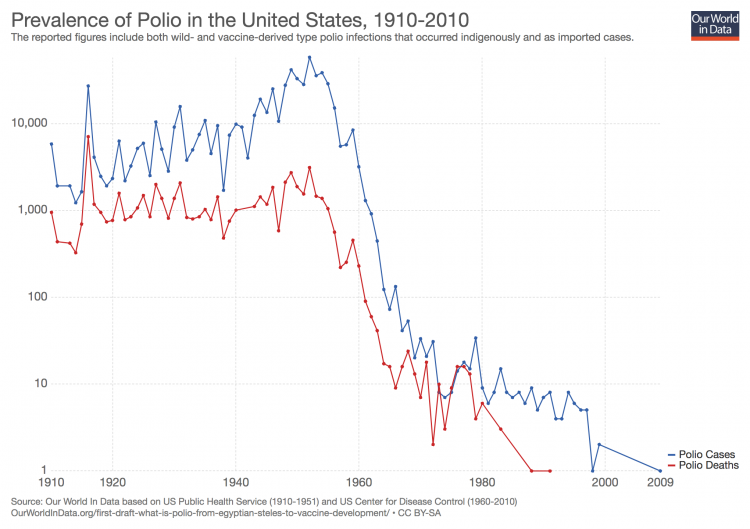 Prevalence of Polio in the United States, 1910-2010
The reported figures include both wild- and vaccine-derived type polio infections that occurred indigenously and as imported cases.
Our World
in Data
10,000
1,000
100
10
1
1910
1920
1940
1960
1980
2000
2009
Polio Cases
Polio Deaths
Source: Our World In Data based on US Public Health Service (1910-1951) and US Center for Disease Control (1960-2010)
OurWorldInData.org/first-draft-what-is-polio-from-egyptian-steles-to-vaccine-development/ • CC BY-SA